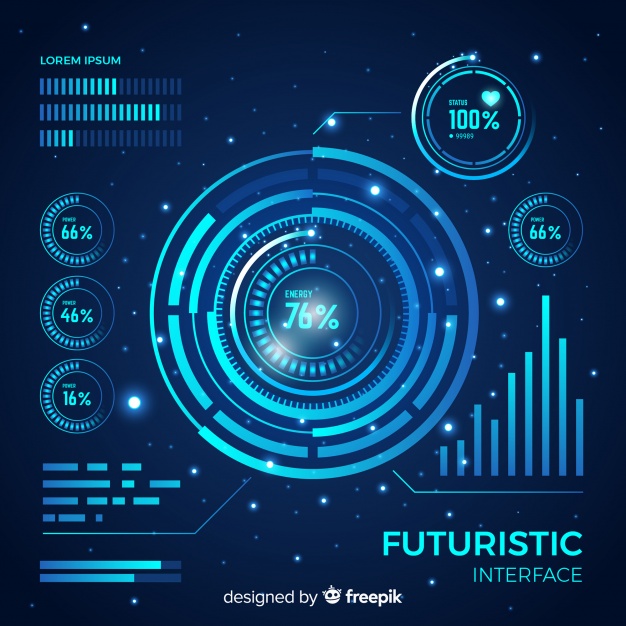 LOREM IPSUM
STATUS
100%
99989
POWER
66%
POWER
66%
POWER
46%
ENERGY
76%
POWER
16%
FUTURISTIC
INTERFACE
designed by freepik